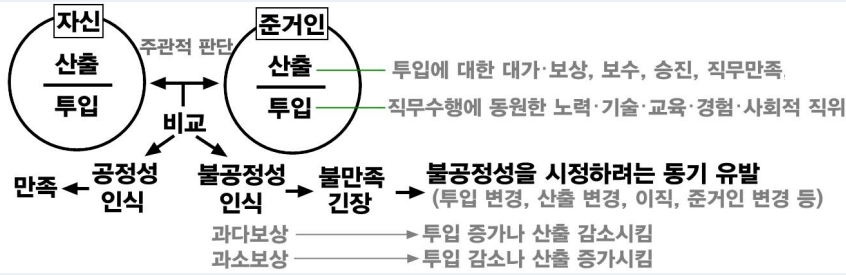 자신
산출
투입
주관적 판단
준거인
산출
투입
투입에 대한 대가·보상, 보수, 승진, 직무만족,
직무수행에 동원한 노력·기술·교육·경험·사회적 직위
비교
만족
공정성
인식
불공정성
인식
불만족
긴장
불공정성을 시정하려는 동기 유발
(투입 변경, 산출 변경, 이직, 준거인 변경 등)
과다보상
투입 증가나 산출 감소시킴
과소보상
투입 감소나 산출 증가시킴